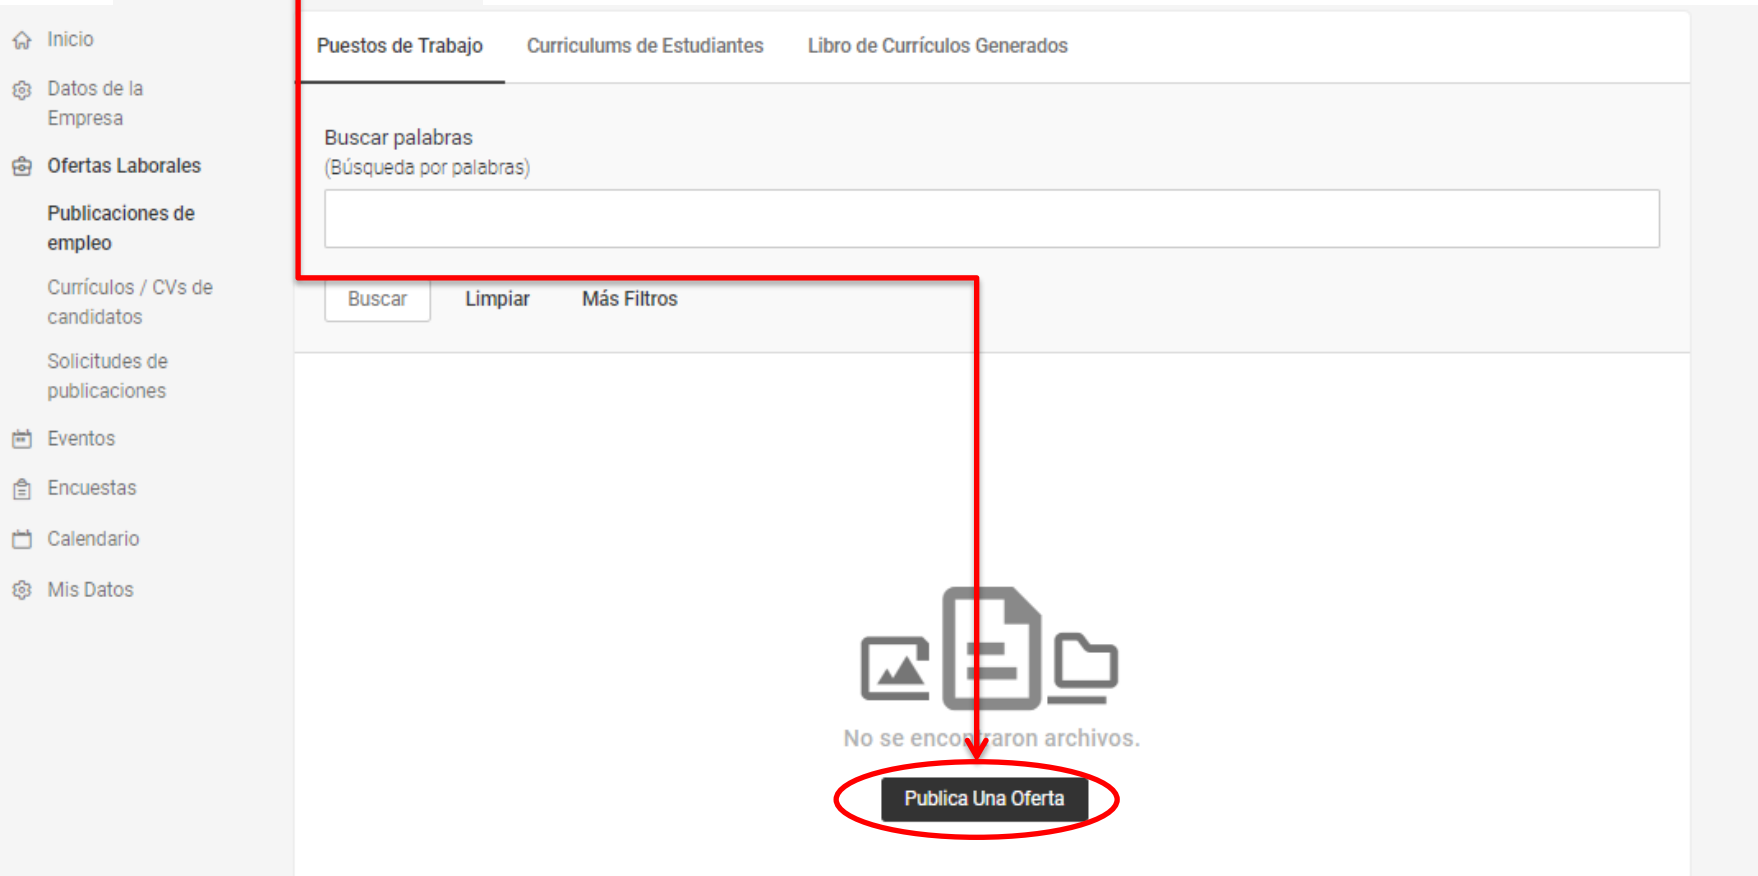 Inicio
Datos de la
Empresa
Ofertas Laborales
Publicaciones de
empleo
Currículos / CVs de
candidatos
Solicitudes de
publicaciones
Eventos
Encuestas
Calendario
Mis Datos
Puestos de Trabajo
Curriculums de Estudiantes
Libro de Currículos Generados
Buscar palabras
(Búsqueda por palabras)
Buscar
Limpiar
Más Filtros
No se encontraron archivos.
Publica Una Oferta